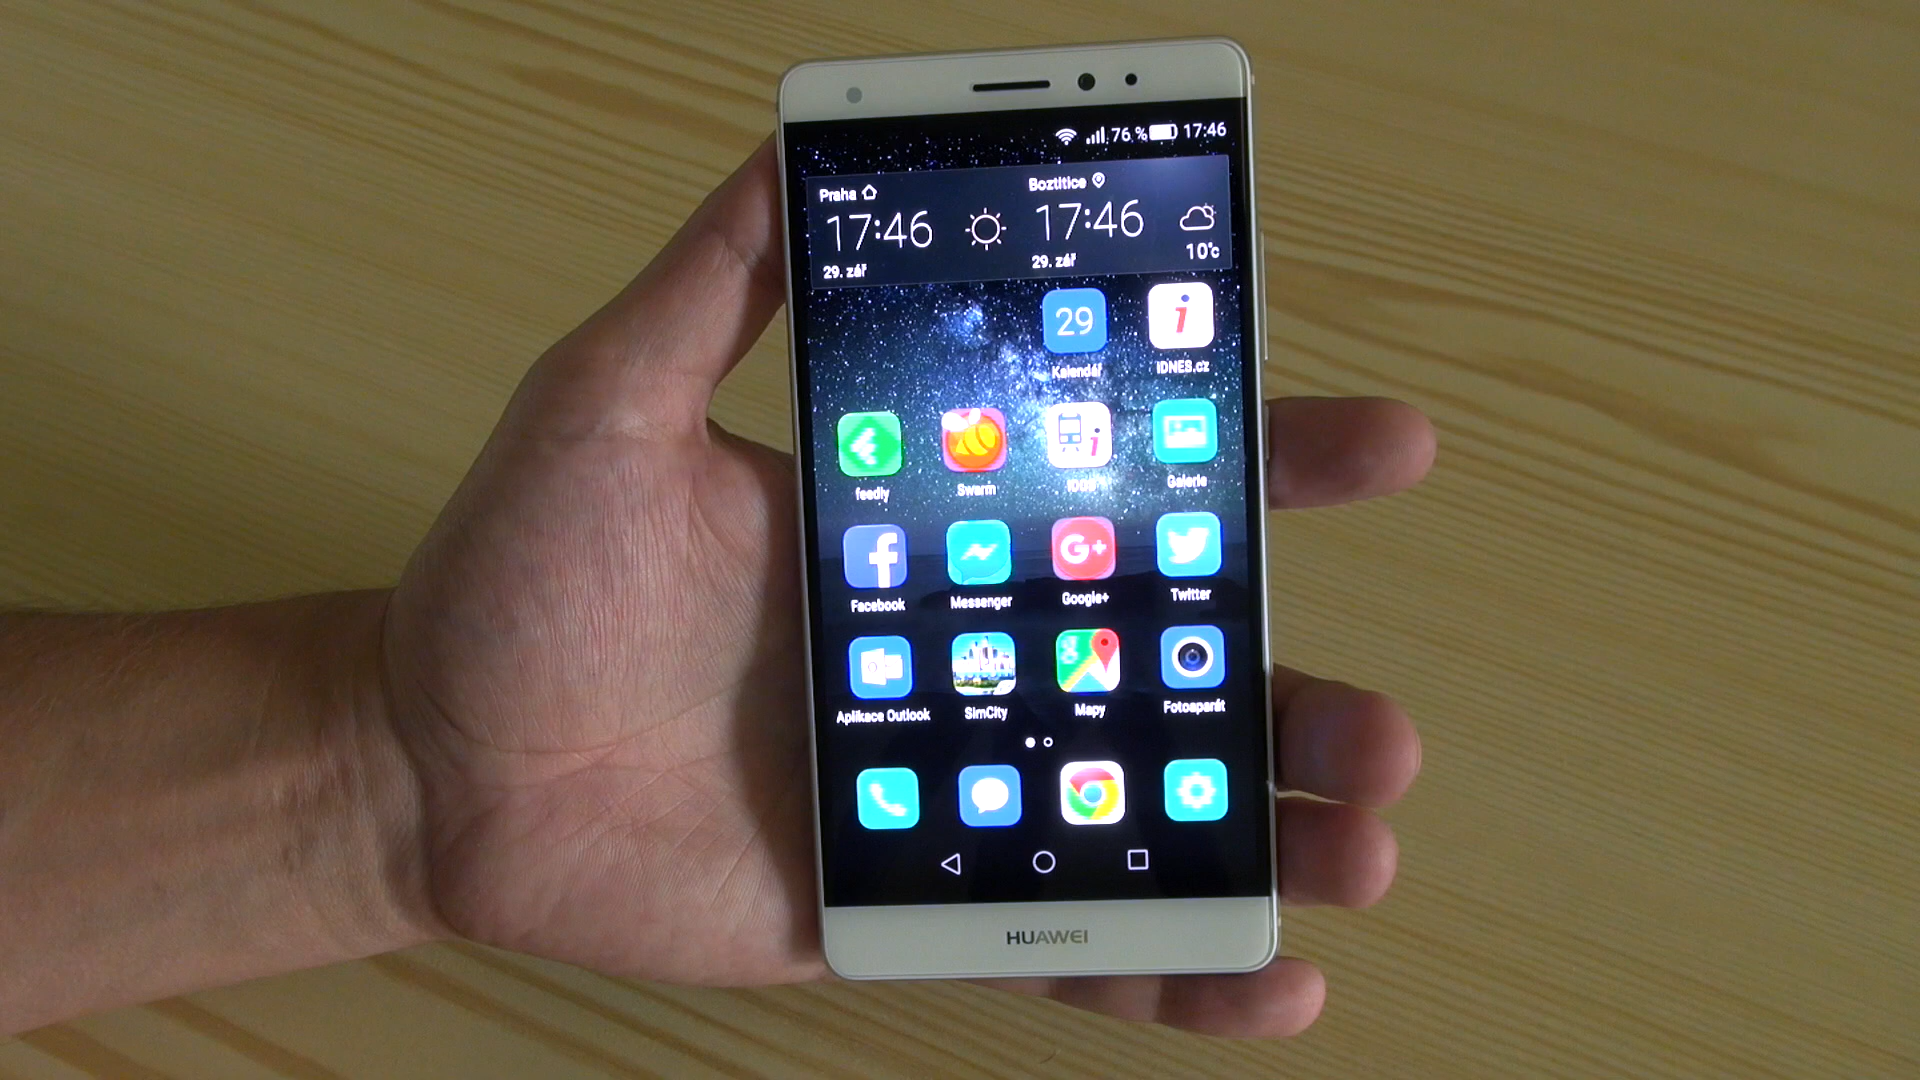 76 % 17:46
Praha
17:46
29. zář
Boztitice
17:46
10°c
29. zář
29
Kalendář
i
iDNES.cz
feedly
Swarm
i
IDOS
Galerie
f
Facebook
Messenger
G+
Google+
Twitter
Aplikace Outlook
SimCity
Mapy
Fotoaparát
HUAWEI